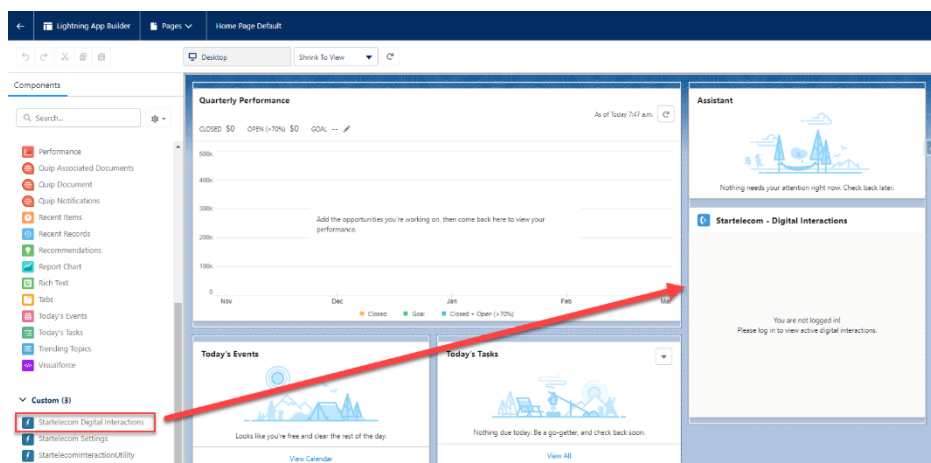 Lightning App Builder
Pages
Home Page Default
Desktop
Shrink To View
Components
Search...
Performance
Quip Associated Documents
Quip Document
Quip Notifications
Recent Items
Recent Records
Recommendations
Report Chart
Rich Text
Tabs
Today's Events
Today's Tasks
Trending Topics
Visualforce
Custom (3)
Startelecom Digital Interactions
Startelecom Settings
StartelecomInteractionUtility
Quarterly Performance
As of Today 7:47 a.m.
CLOSED $0 OPEN (>70%) $0 GOAL --
500K
400K
300K
200K
100K
0
Add the opportunities you're working on, then come back here to view your
performance.
Nov Dec Jan Feb Mar
Closed Goal Closed + Open (>70%)
Today's Events
Looks like you're free and clear the rest of the day.
View Calendar
Today's Tasks
Nothing due today. Be a go-getter, and check back soon.
View All
Assistant
Nothing needs your attention right now. Check back later.
Startelecom - Digital Interactions
You are not logged in!
Please log in to view active digital interactions.